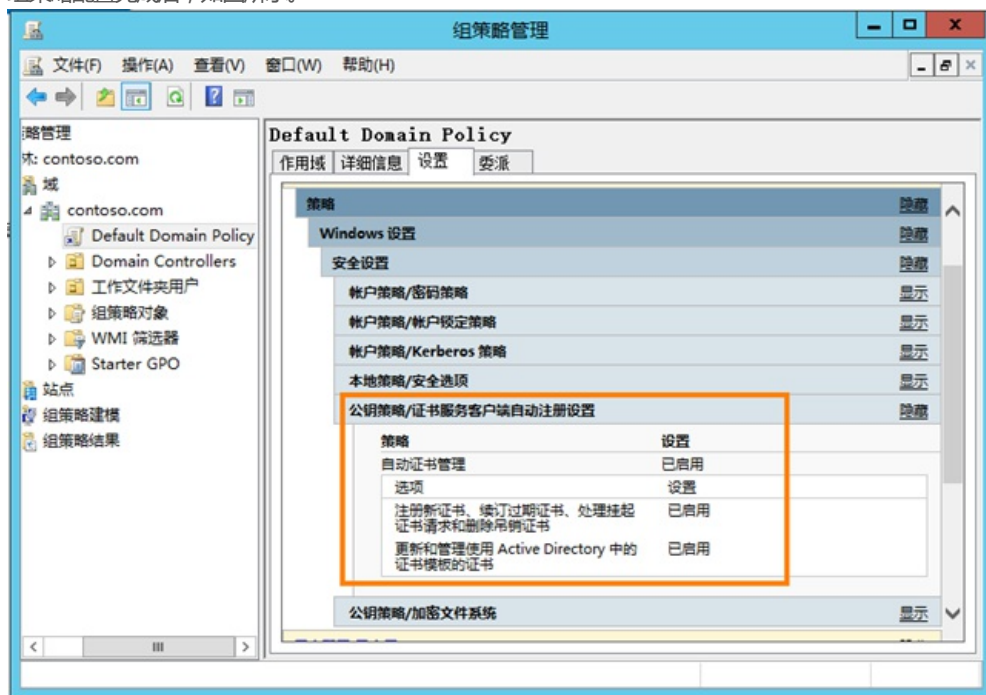 组策略管理
文件(F) 操作(A) 查看(V) 窗口(W) 帮助(H)
略管理
林: contoso.com
域
contoso.com
Default Domain Policy
Domain Controllers
工作文件夹用户
组策略对象
WMI 筛选器
Starter GPO
站点
组策略建模
组策略结果
Default Domain Policy
作用域 详细信息 设置 委派
策略 隐藏
Windows 设置 隐藏
安全设置 隐藏
帐户策略/密码策略 显示
帐户策略/帐户锁定策略 显示
帐户策略/Kerberos 策略 显示
本地策略/安全选项 显示
公钥策略/证书服务客户端自动注册设置 隐藏
策略 设置
自动证书管理 已启用
选项 设置
注册新证书、续订过期证书、处理挂起 已启用
证书请求和删除吊销证书
更新和管理使用 Active Directory 中的 已启用
证书模板的证书
公钥策略/加密文件系统 显示